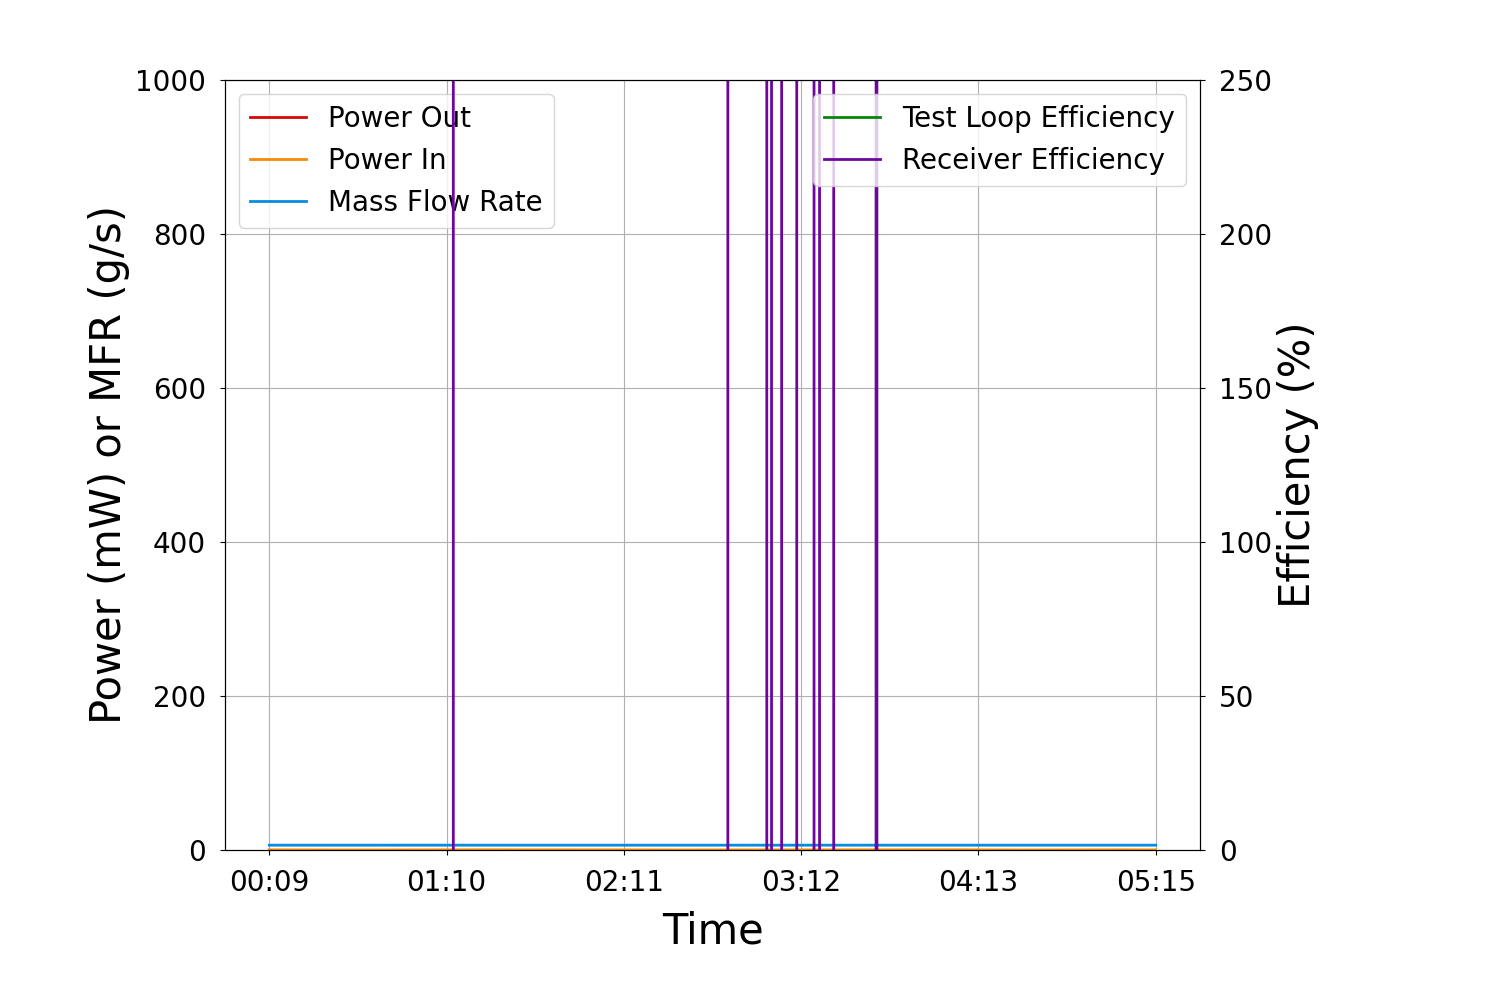 1000
800
600
400
200
0
Power (mW) or MFR (g/s)
Power Out
Power In
Mass Flow Rate
Test Loop Efficiency
Receiver Efficiency
250
200
150
100
50
0
Efficiency (%)
00:09 01:10 02:11 03:12 04:13 05:15
Time